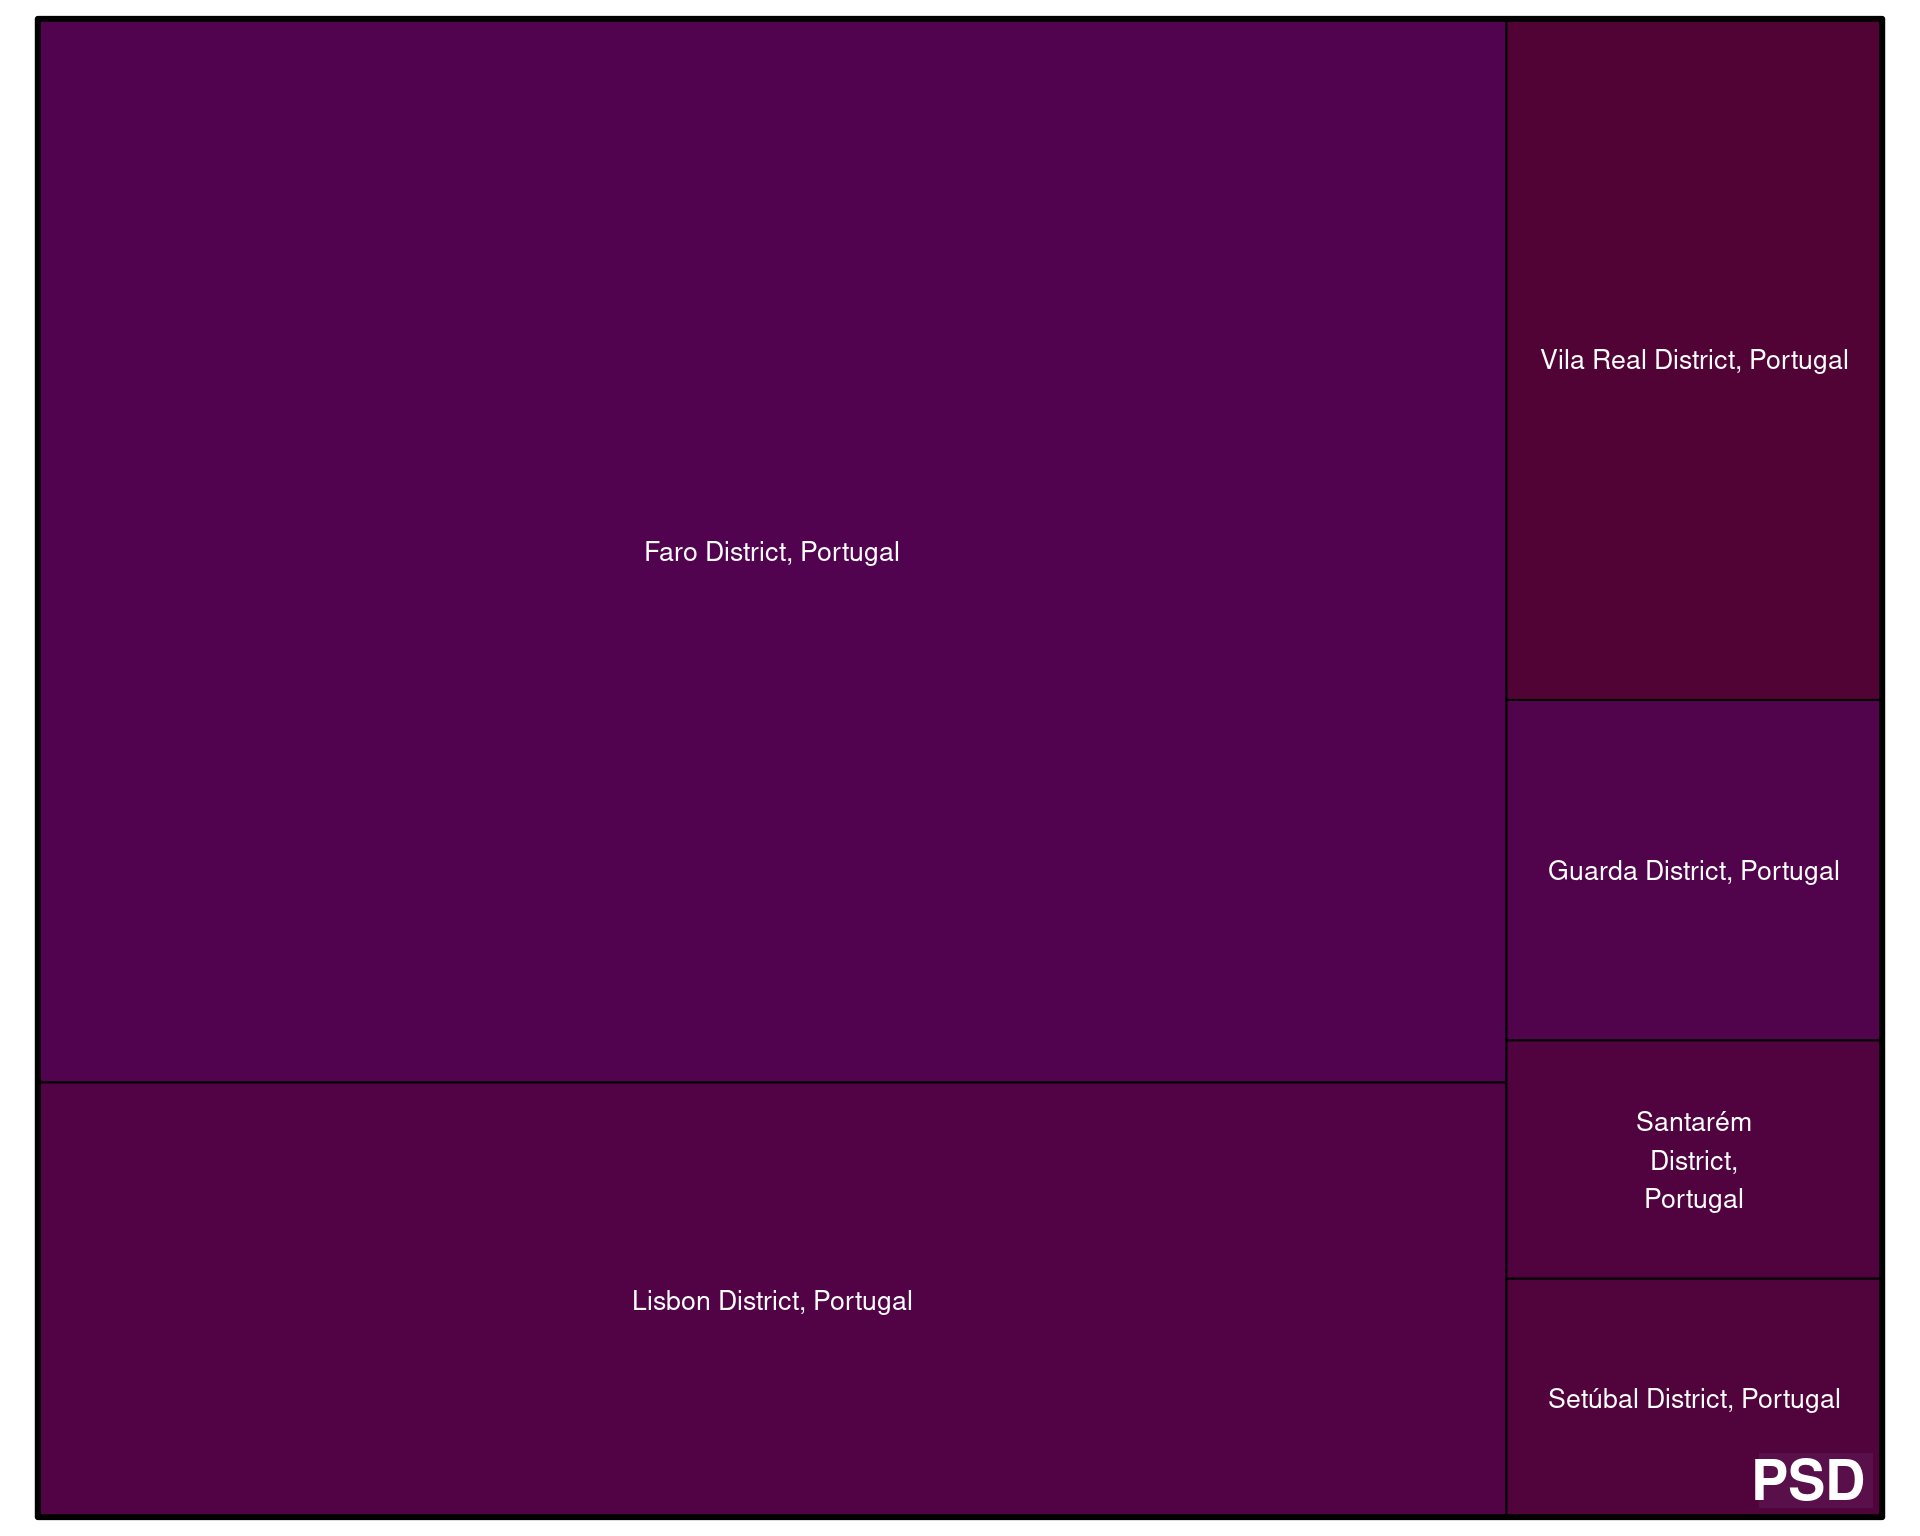 Faro District, Portugal
Lisbon District, Portugal
Vila Real District, Portugal
Guarda District, Portugal
Santarém
District,
Portugal
Setúbal District, Portugal
PSD